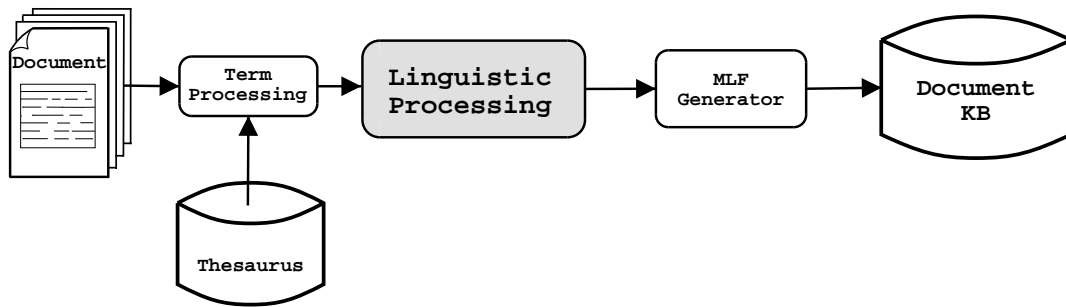 Document
Term
Processing
Linguistic
Processing
MLF
Generator
Document
KB
Thesaurus